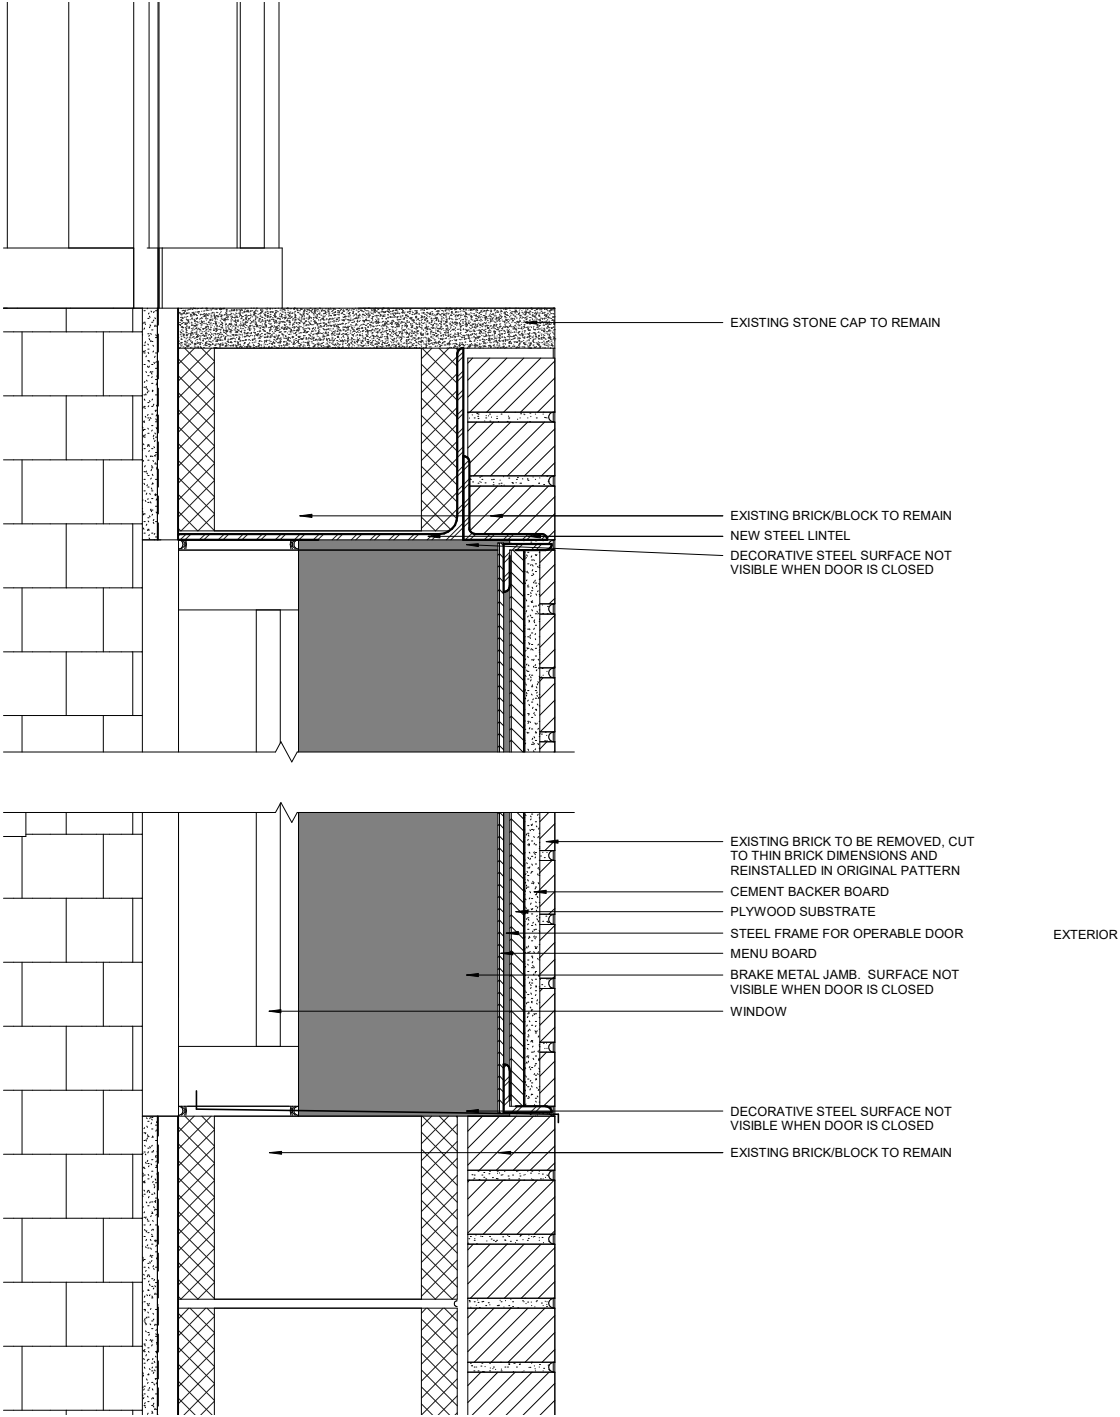 EXISTING STONE CAP TO REMAIN
EXISTING BRICK/BLOCK TO REMAIN
NEW STEEL LINTEL
DECORATIVE STEEL SURFACE NOT
VISIBLE WHEN DOOR IS CLOSED
EXISTING BRICK TO BE REMOVED, CUT
TO THIN BRICK DIMENSIONS AND
REINSTALLED IN ORIGINAL PATTERN
CEMENT BACKER BOARD
PLYWOOD SUBSTRATE
STEEL FRAME FOR OPERABLE DOOR
EXTERIOR
MENU BOARD
BRAKE METAL JAMB.  SURFACE NOT
VISIBLE WHEN DOOR IS CLOSED
WINDOW
DECORATIVE STEEL SURFACE NOT
VISIBLE WHEN DOOR IS CLOSED
EXISTING BRICK/BLOCK TO REMAIN